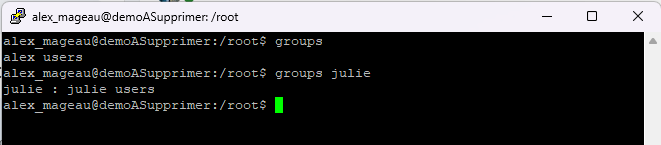 alex_mageau@demoASupprimer: /root
alex_mageau@demoASupprimer:/root$ groups
alex users
alex_mageau@demoASupprimer:/root$ groups julie
julie : julie users
alex_mageau@demoASupprimer:/root$